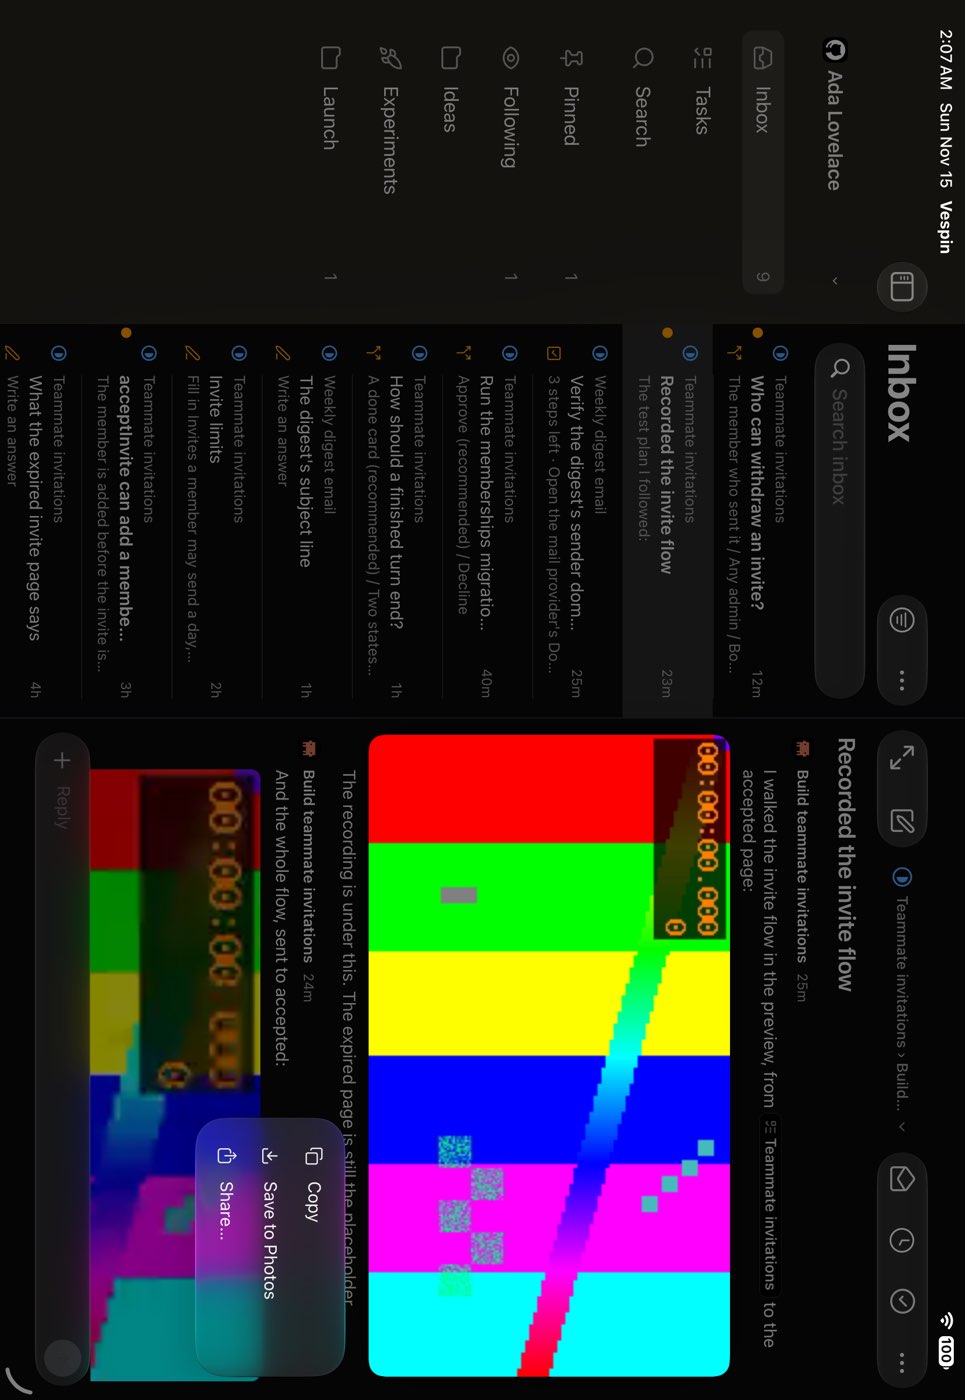 2:07 AM Sun Nov 15 Vespin
100
Ada Lovelace
Inbox 9
Tasks
Search
Pinned 1
Following 1
Ideas
Experiments
Launch 1
Inbox
Search inbox
Teammate invitations
Who can withdraw an invite? 12m
The member who sent it / Any admin / Bo...
Teammate invitations
Recorded the invite flow 23m
The test plan I followed:
Weekly digest email
Verify the digest's sender dom... 25m
3 steps left · Open the mail provider's Do...
Teammate invitations
Run the memberships migratio... 40m
Approve (recommended) / Decline
Teammate invitations
How should a finished turn end? 1h
A done card (recommended) / Two states...
Weekly digest email
The digest's subject line 1h
Write an answer
Teammate invitations
Invite limits 2h
Fill in Invites a member may send a day,...
Teammate invitations
acceptInvite can add a membe... 3h
The member is added before the invite is...
Teammate invitations
What the expired invite page says 4h
Write an answer
Teammate invitations › Build...
Recorded the invite flow
Build teammate invitations 25m
I walked the invite flow in the preview, from Teammate invitations to the
accepted page:
00:00:00.000
0
The recording is under this. The expired page is still the placeholder
Build teammate invitations 24m
And the whole flow, sent to accepted:
Copy
Save to Photos
Share...
00:00:00
0
Reply